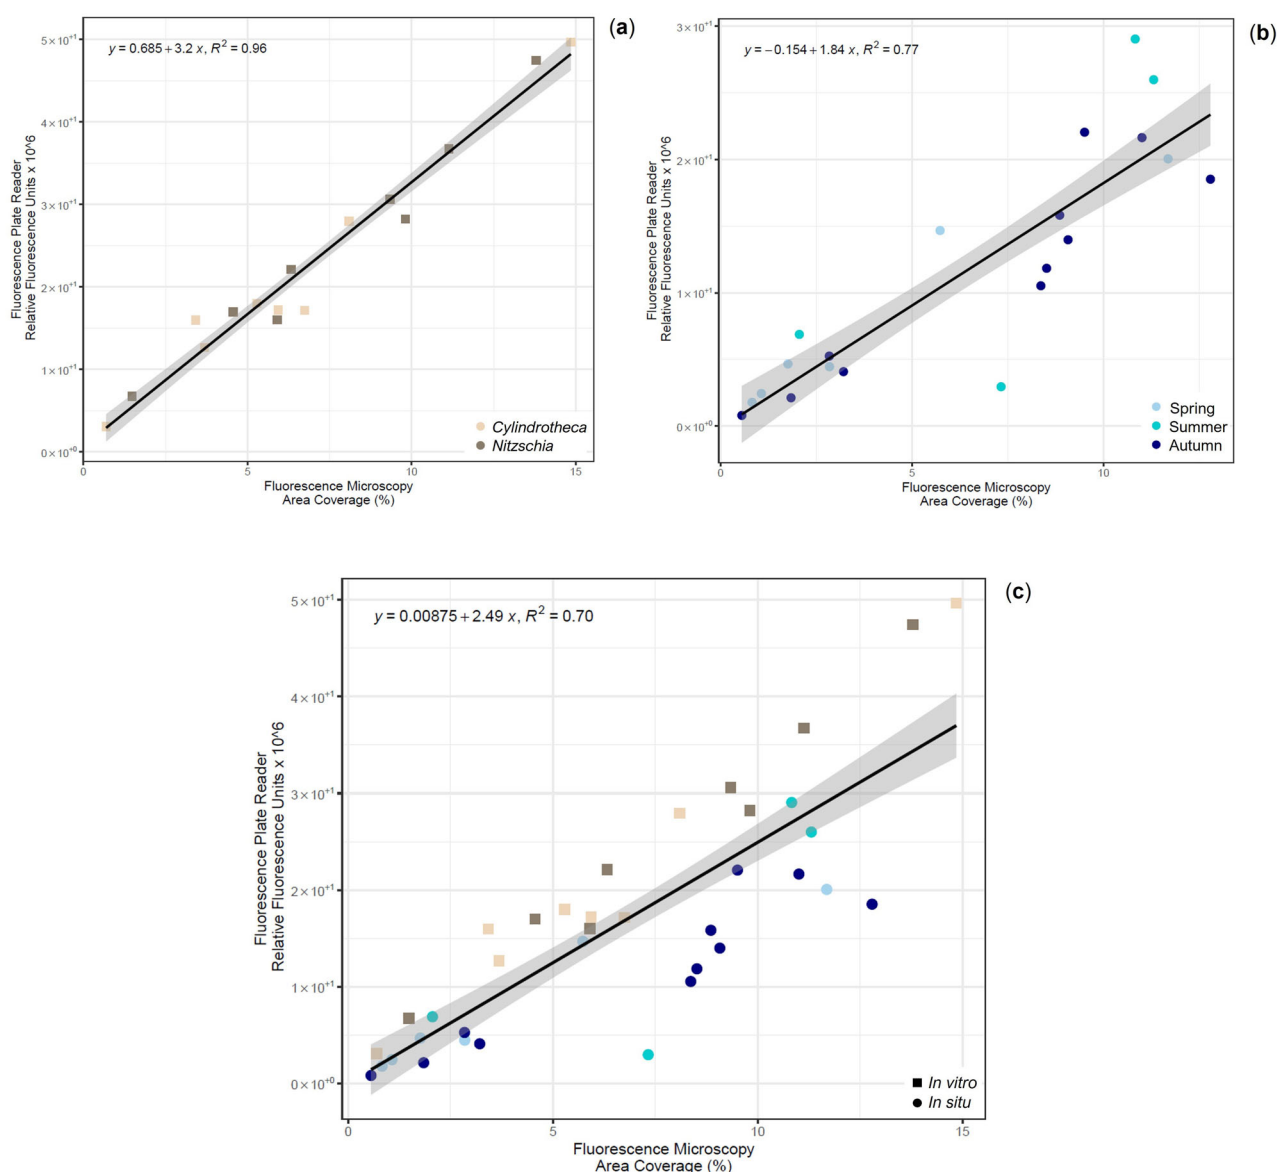 (a)
y = 0.685 + 3.2 x, R² = 0.96
Fluorescence Plate Reader
Relative Fluorescence Units x 10^6
5×10⁺¹
4×10⁺¹
3×10⁺¹
2×10⁺¹
1×10⁺¹
0×10⁺⁰
Cylindrotheca
Nitzschia
0 5 10 15
Fluorescence Microscopy
Area Coverage (%)
(b)
y = −0.154 + 1.84 x, R² = 0.77
Fluorescence Plate Reader
Relative Fluorescence Units x 10^6
3×10⁺¹
2×10⁺¹
1×10⁺¹
0×10⁺⁰
Spring
Summer
Autumn
0 5 10
Fluorescence Microscopy
Area Coverage (%)
(c)
y = 0.00875 + 2.49 x, R² = 0.70
Fluorescence Plate Reader
Relative Fluorescence Units x 10^6
5×10⁺¹
4×10⁺¹
3×10⁺¹
2×10⁺¹
1×10⁺¹
0×10⁺⁰
In vitro
In situ
0 5 10 15
Fluorescence Microscopy
Area Coverage (%)